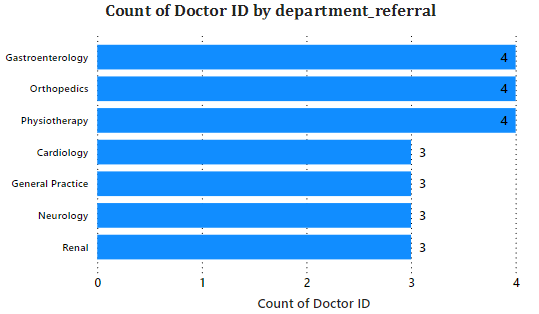 Count of Doctor ID by department_referral
Gastroenterology 4
Orthopedics 4
Physiotherapy 4
Cardiology 3
General Practice 3
Neurology 3
Renal 3
0 1 2 3 4
Count of Doctor ID